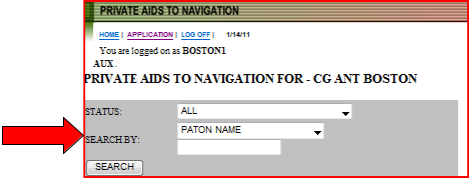 PRIVATE AIDS TO NAVIGATION
HOME | APPLICATION | LOG OFF | 1/14/11
You are logged on as BOSTON1
AUX .
PRIVATE AIDS TO NAVIGATION FOR - CG ANT BOSTON
STATUS: ALL
PATON NAME
SEARCH BY:
SEARCH